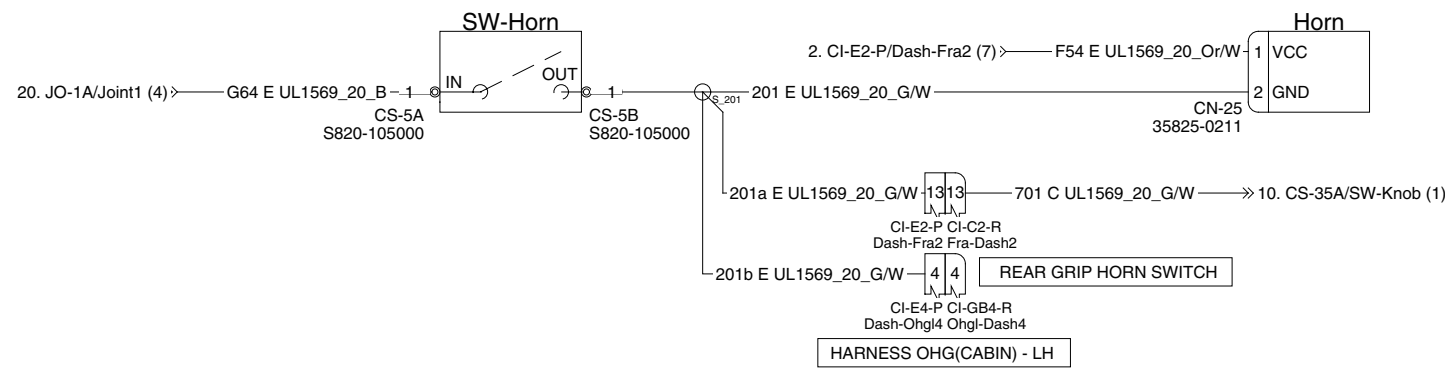 SW-Horn
Horn
2. CI-E2-P/Dash-Fra2 (7) F54 E UL1569_20_Or/W 1 VCC
20. JO-1A/Joint1 (4) G64 E UL1569_20_B 1 IN OUT 1 S_201 201 E UL1569_20_G/W 2 GND
CS-5A
S820-105000
CS-5B
S820-105000
CN-25
35825-0211
201a E UL1569_20_G/W 13 13 701 C UL1569_20_G/W 10. CS-35A/SW-Knob (1)
CI-E2-P CI-C2-R
Dash-Fra2 Fra-Dash2
201b E UL1569_20_G/W 4 4 REAR GRIP HORN SWITCH
CI-E4-P CI-GB4-R
Dash-Ohgl4 Ohgl-Dash4
HARNESS OHG(CABIN) - LH